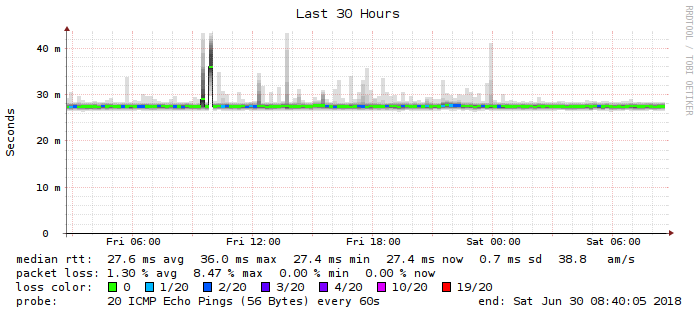 Last 30 Hours
RRDTOOL / TOBI OETIKER
Seconds
40 m
30 m
20 m
10 m
0
Fri 06:00 Fri 12:00 Fri 18:00 Sat 00:00 Sat 06:00
median rtt: 27.6 ms avg 36.0 ms max 27.4 ms min 27.4 ms now 0.7 ms sd 38.8 am/s
packet loss: 1.30 % avg 8.47 % max 0.00 % min 0.00 % now
loss color: 0 1/20 2/20 3/20 4/20 10/20 19/20
probe: 20 ICMP Echo Pings (56 Bytes) every 60s end: Sat Jun 30 08:40:05 2018